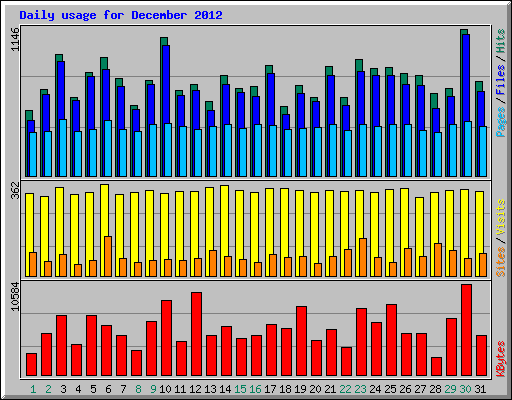 Daily usage for December 2012
1146
Pages / Files / Hits
362
Sites / Visits
10584
KBytes
1 2 3 4 5 6 7 8 9 10 11 12 13 14 15 16 17 18 19 20 21 22 23 24 25 26 27 28 29 30 31